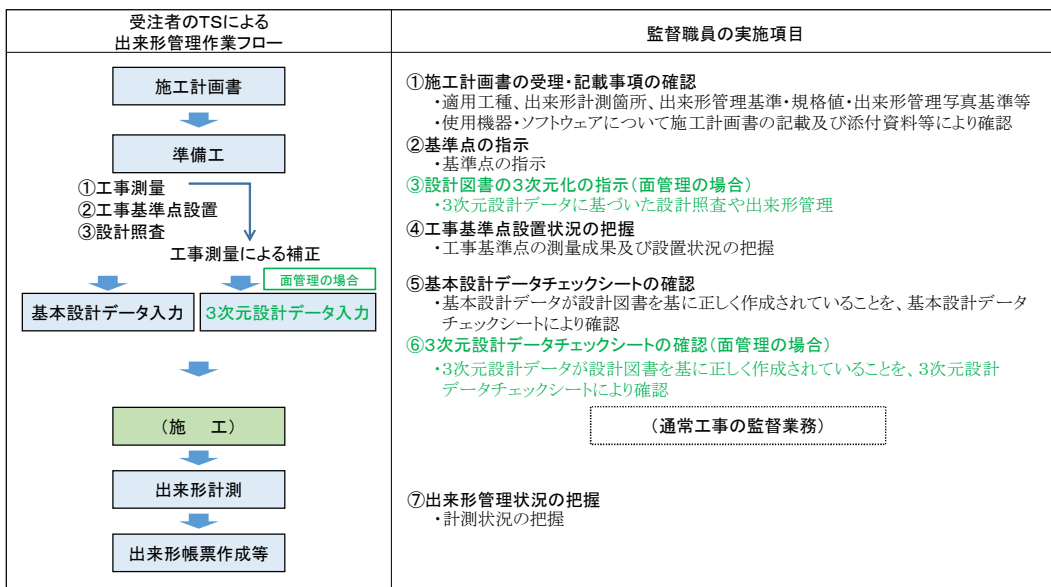 受注者のTSによる
出来形管理作業フロー
施工計画書
準備工
①工事測量
②工事基準点設置
③設計照査
工事測量による補正
面管理の場合
基本設計データ入力
3次元設計データ入力
(施　工)
出来形計測
出来形帳票作成等
監督職員の実施項目
①施工計画書の受理・記載事項の確認
・適用工種、出来形計測箇所、出来形管理基準・規格値・出来形管理写真基準等
・使用機器・ソフトウェアについて施工計画書の記載及び添付資料等により確認
②基準点の指示
・基準点の指示
③設計図書の3次元化の指示(面管理の場合)
・3次元設計データに基づいた設計照査や出来形管理
④工事基準点設置状況の把握
・工事基準点の測量成果及び設置状況の把握
⑤基本設計データチェックシートの確認
・基本設計データが設計図書を基に正しく作成されていることを、基本設計データ
チェックシートにより確認
⑥3次元設計データチェックシートの確認(面管理の場合)
・3次元設計データが設計図書を基に正しく作成されていることを、3次元設計
データチェックシートにより確認
(通常工事の監督業務)
⑦出来形管理状況の把握
・計測状況の把握